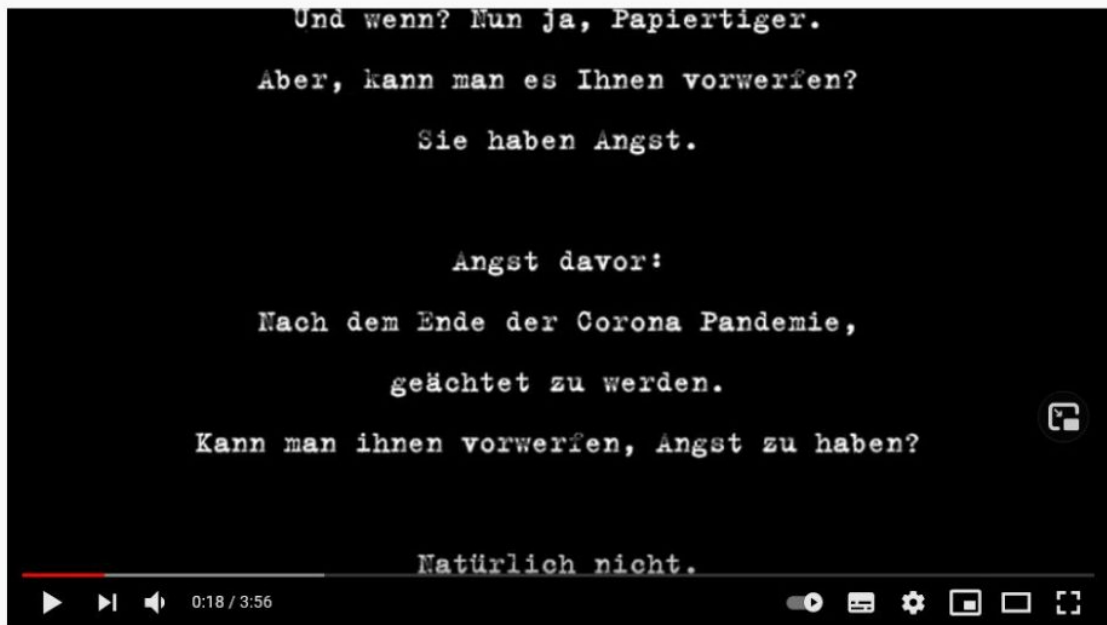 Und wenn? Nun ja, Papiertiger.
Aber, kann man es Ihnen vorwerfen?
Sie haben Angst.
Angst davor:
Nach dem Ende der Corona Pandemie,
geächtet zu werden.
Kann man ihnen vorwerfen, Angst zu haben?
Natürlich nicht.
0:18 / 3:56